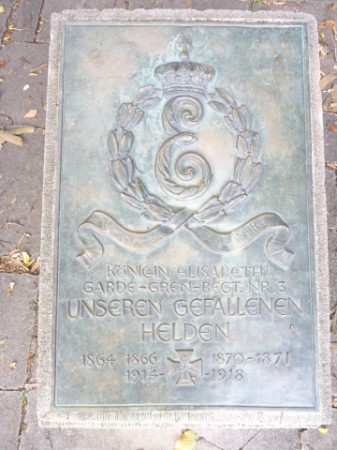 E
KÖNIGIN ELISABETH
GARDE-GREN-REGT. NR. 3
UNSEREN GEFALLENEN
HELDEN
1864 1866 1870-1871
1914-1918